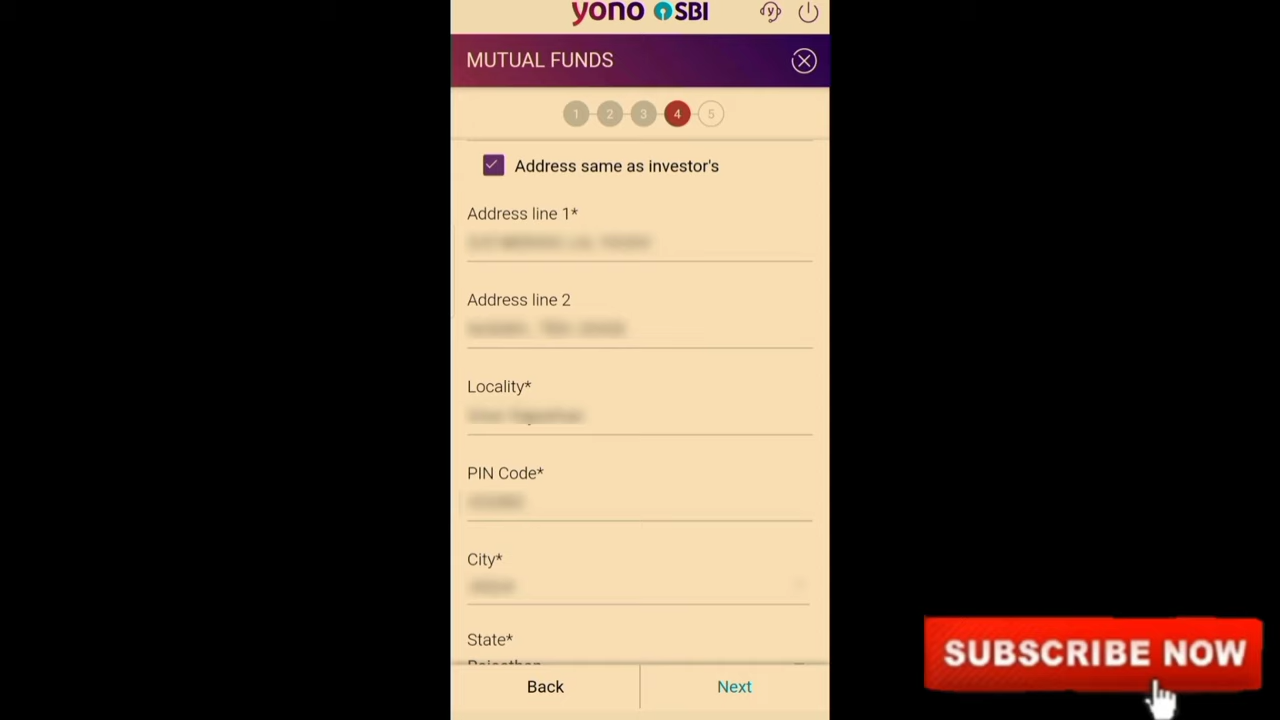 yono SBI
MUTUAL FUNDS
1 2 3 4 5
Address same as investor's
Address line 1*
Address line 2
Locality*
PIN Code*
City*
State*
Rajasthan
Back Next
SUBSCRIBE NOW